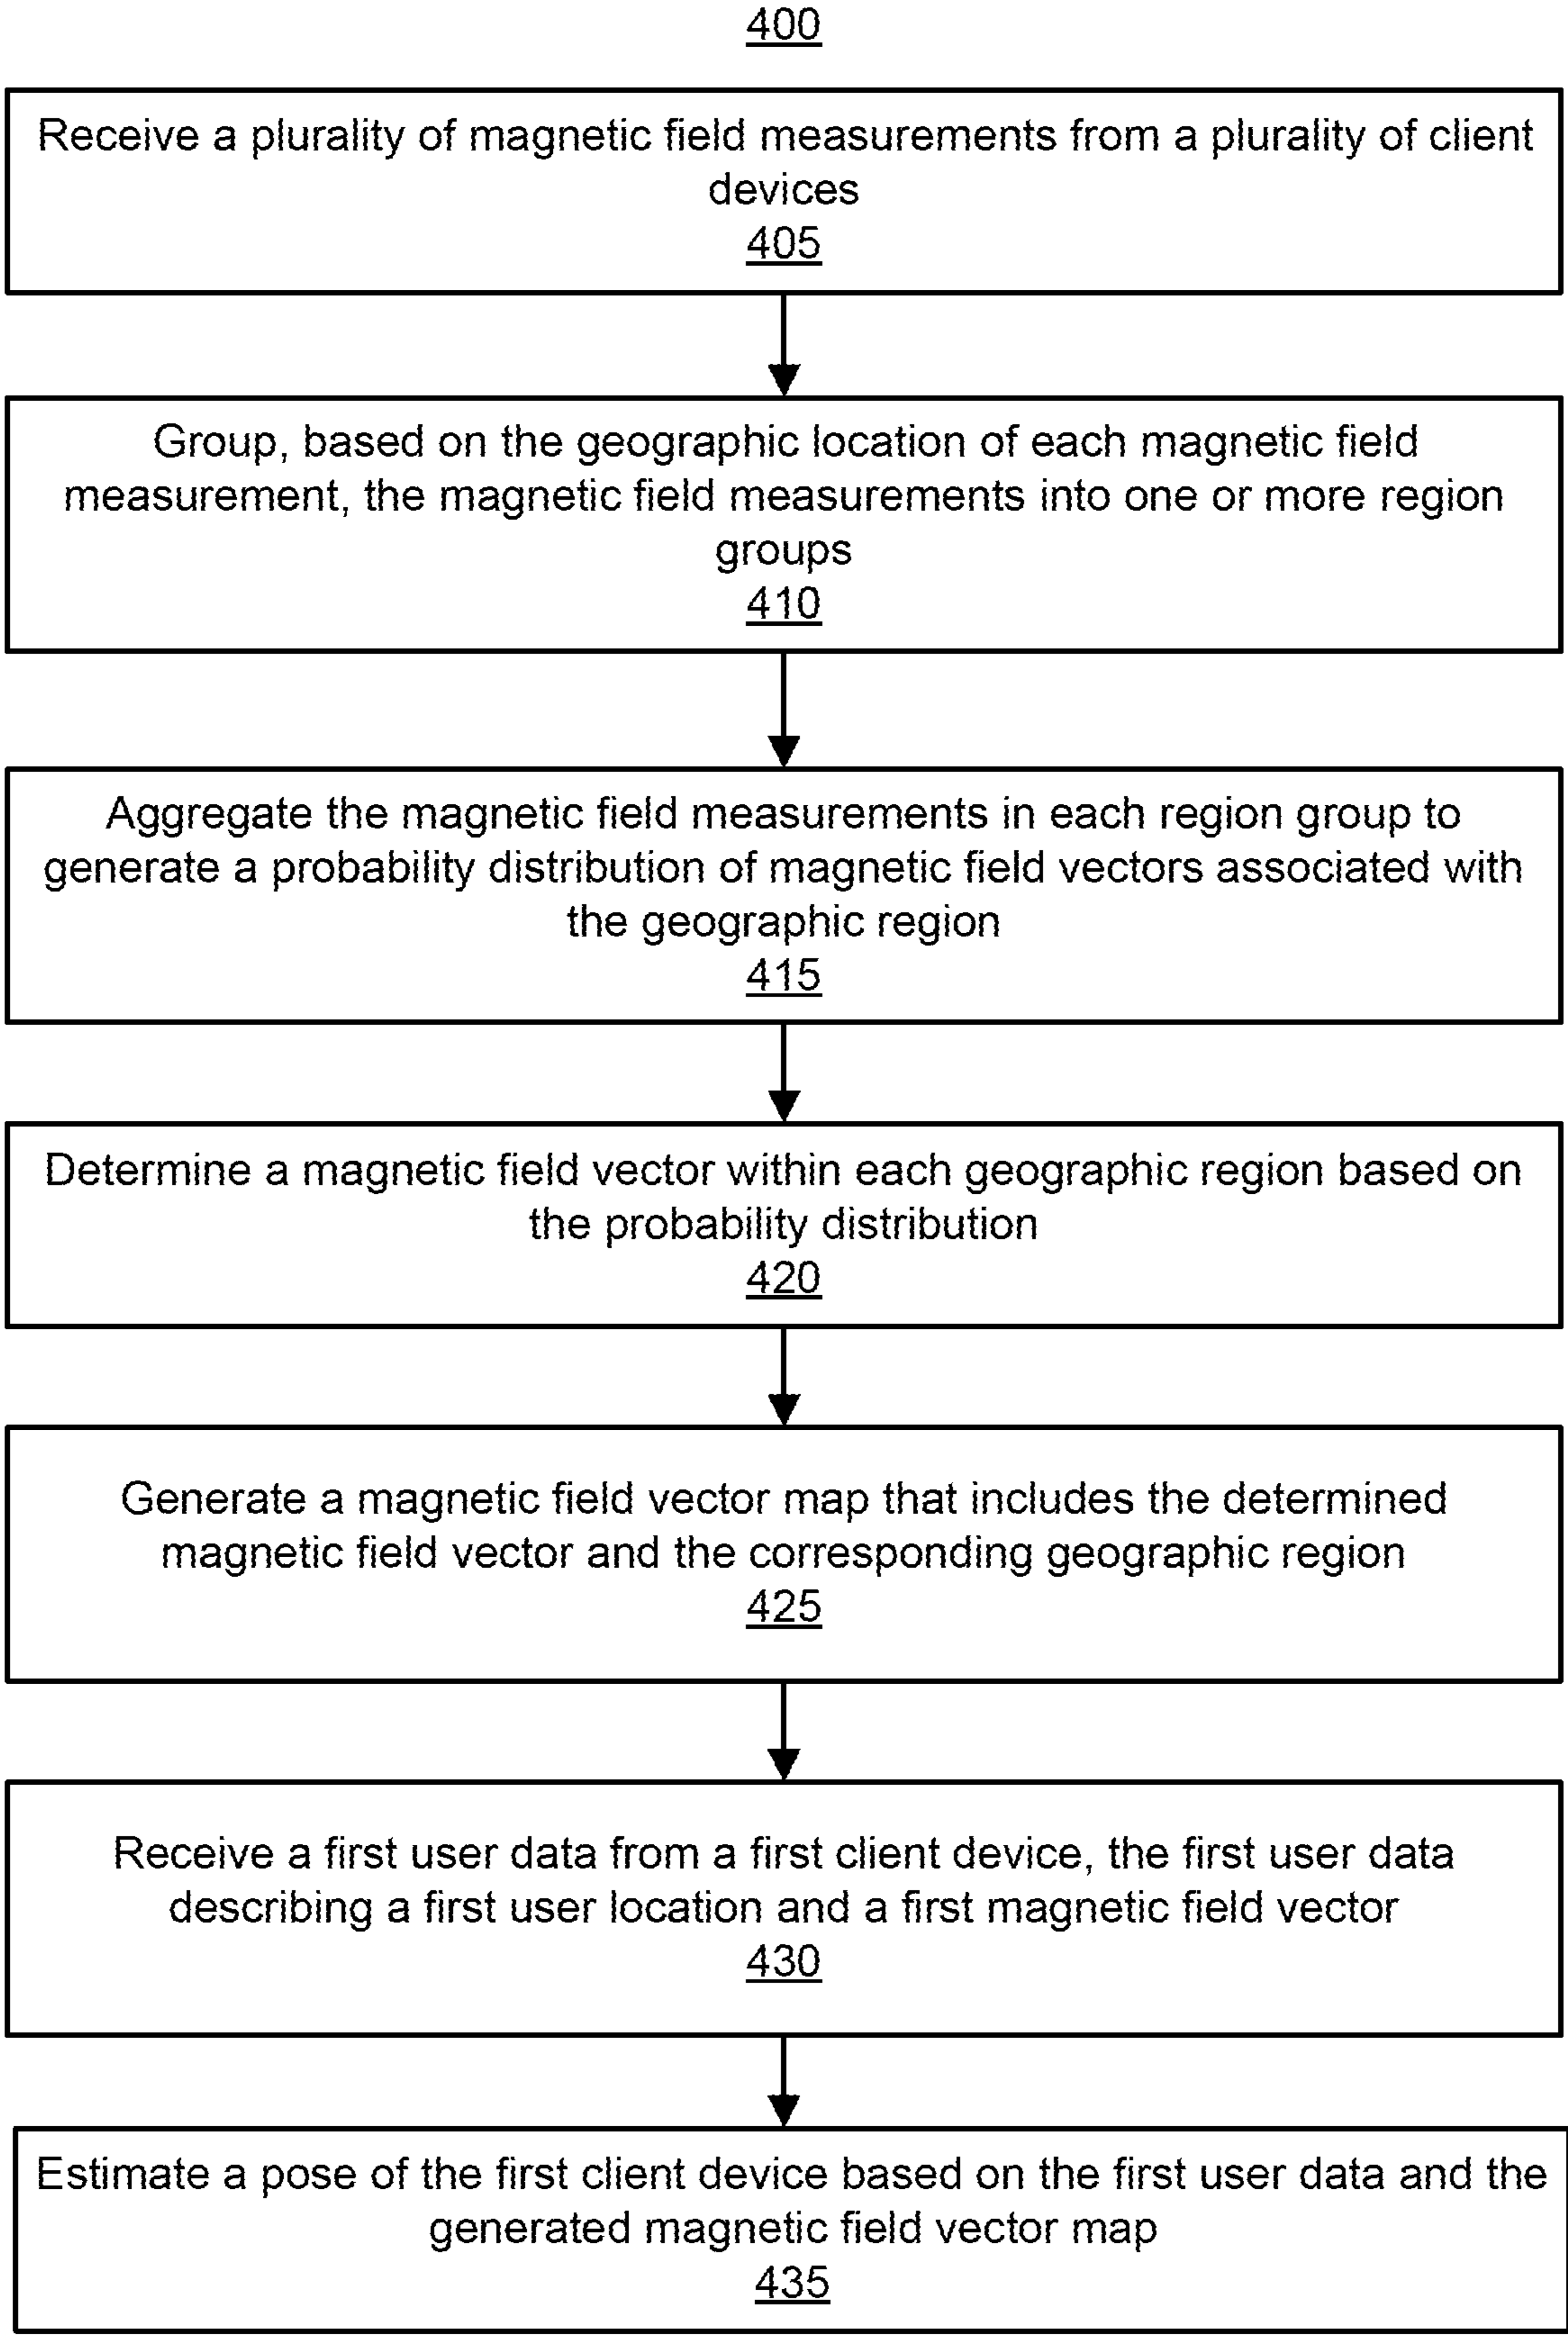 400
Receive a plurality of magnetic field measurements from a plurality of client
devices
405
Group, based on the geographic location of each magnetic field
measurement, the magnetic field measurements into one or more region
groups
410
Aggregate the magnetic field measurements in each region group to
generate a probability distribution of magnetic field vectors associated with
the geographic region
415
Determine a magnetic field vector within each geographic region based on
the probability distribution
420
Generate a magnetic field vector map that includes the determined
magnetic field vector and the corresponding geographic region
425
Receive a first user data from a first client device, the first user data
describing a first user location and a first magnetic field vector
430
Estimate a pose of the first client device based on the first user data and the
generated magnetic field vector map
435